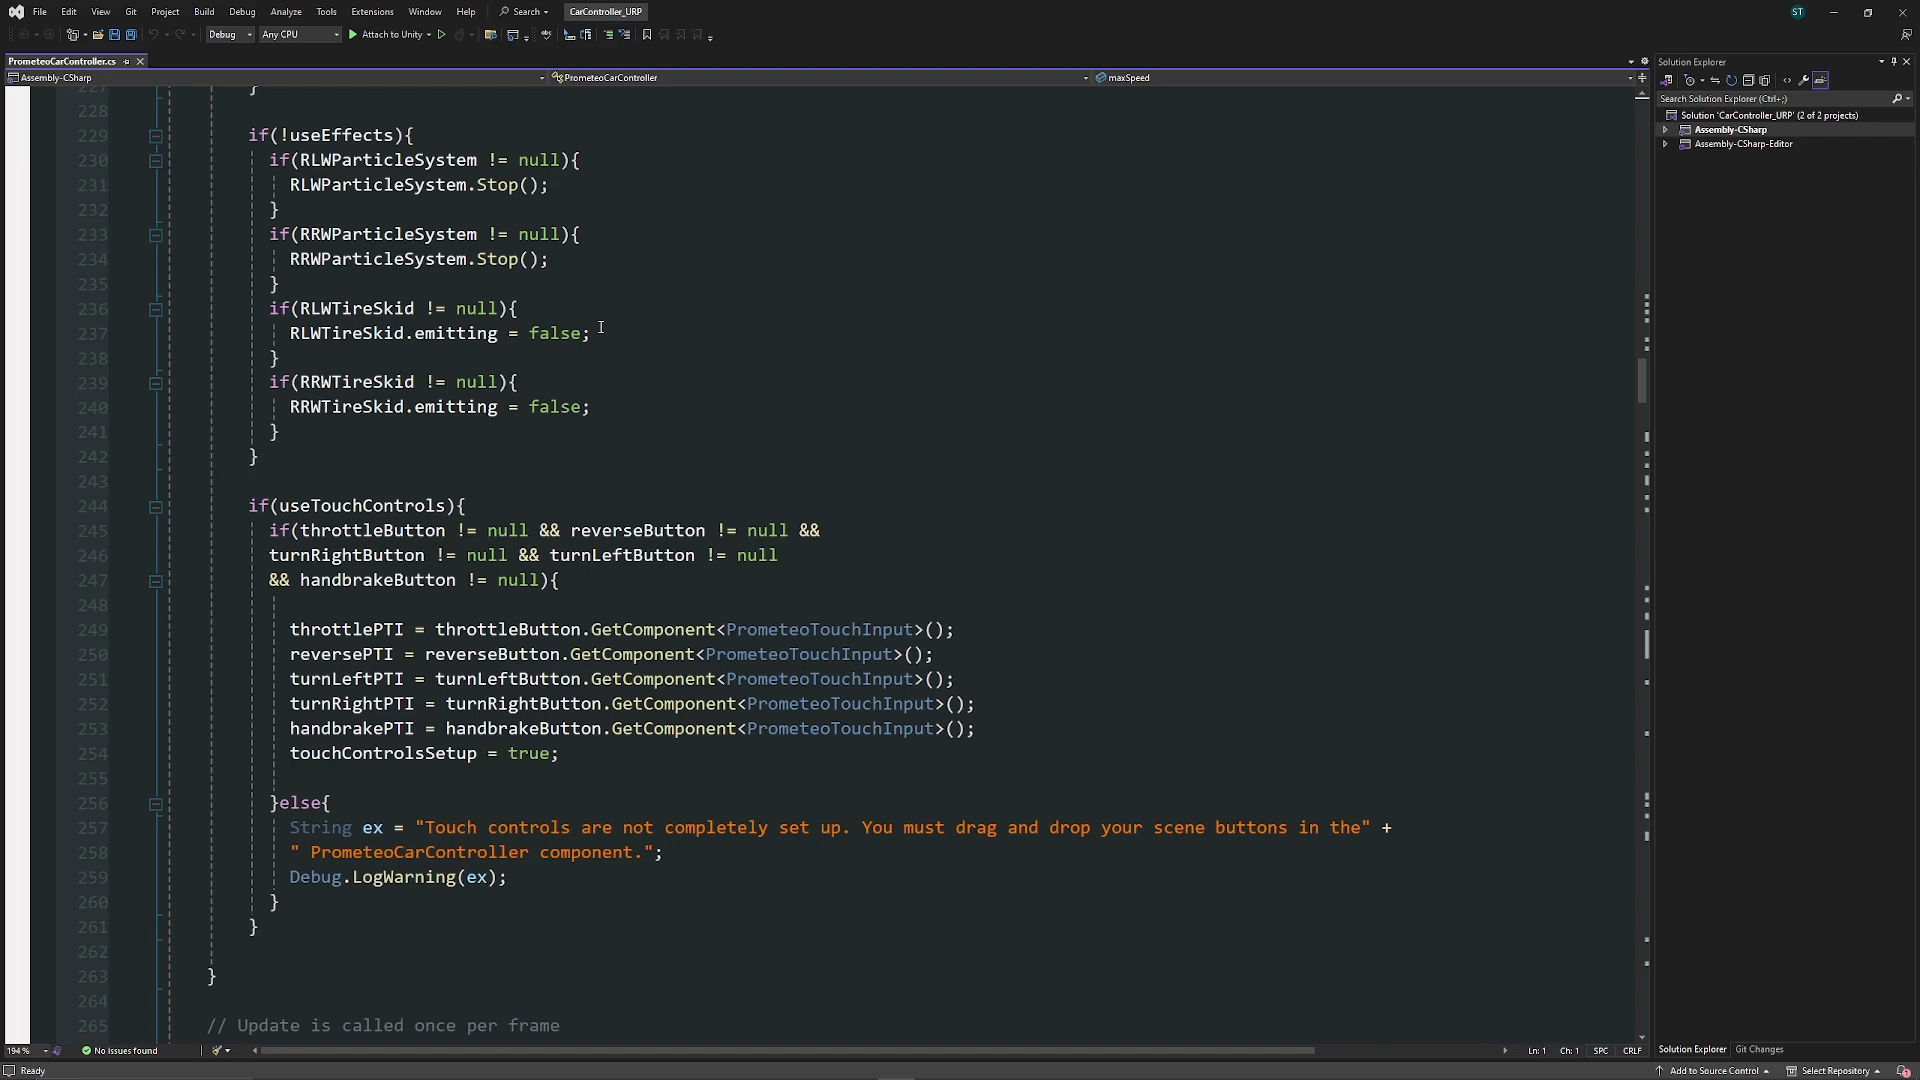 File Edit View Git Project Build Debug Analyze Tools Extensions Window Help Search CarController_URP ST
Debug Any CPU Attach to Unity
PrometeoCarController.cs
Assembly-CSharp PrometeoCarController maxSpeed
227 }
228
229 if(!useEffects){
230 if(RLWParticleSystem != null){
231 RLWParticleSystem.Stop();
232 }
233 if(RRWParticleSystem != null){
234 RRWParticleSystem.Stop();
235 }
236 if(RLWTireSkid != null){
237 RLWTireSkid.emitting = false;
238 }
239 if(RRWTireSkid != null){
240 RRWTireSkid.emitting = false;
241 }
242 }
243
244 if(useTouchControls){
245 if(throttleButton != null && reverseButton != null &&
246 turnRightButton != null && turnLeftButton != null
247 && handbrakeButton != null){
248
249 throttlePTI = throttleButton.GetComponent<PrometeoTouchInput>();
250 reversePTI = reverseButton.GetComponent<PrometeoTouchInput>();
251 turnLeftPTI = turnLeftButton.GetComponent<PrometeoTouchInput>();
252 turnRightPTI = turnRightButton.GetComponent<PrometeoTouchInput>();
253 handbrakePTI = handbrakeButton.GetComponent<PrometeoTouchInput>();
254 touchControlsSetup = true;
255
256 }else{
257 String ex = "Touch controls are not completely set up. You must drag and drop your scene buttons in the" +
258 " PrometeoCarController component.";
259 Debug.LogWarning(ex);
260 }
261 }
262
263 }
264
265 // Update is called once per frame
194 % No issues found Ln: 1 Ch: 1 SPC CRLF
Solution Explorer
Search Solution Explorer (Ctrl+;)
Solution 'CarController_URP' (2 of 2 projects)
Assembly-CSharp
Assembly-CSharp-Editor
Solution Explorer Git Changes
Ready Add to Source Control Select Repository 1